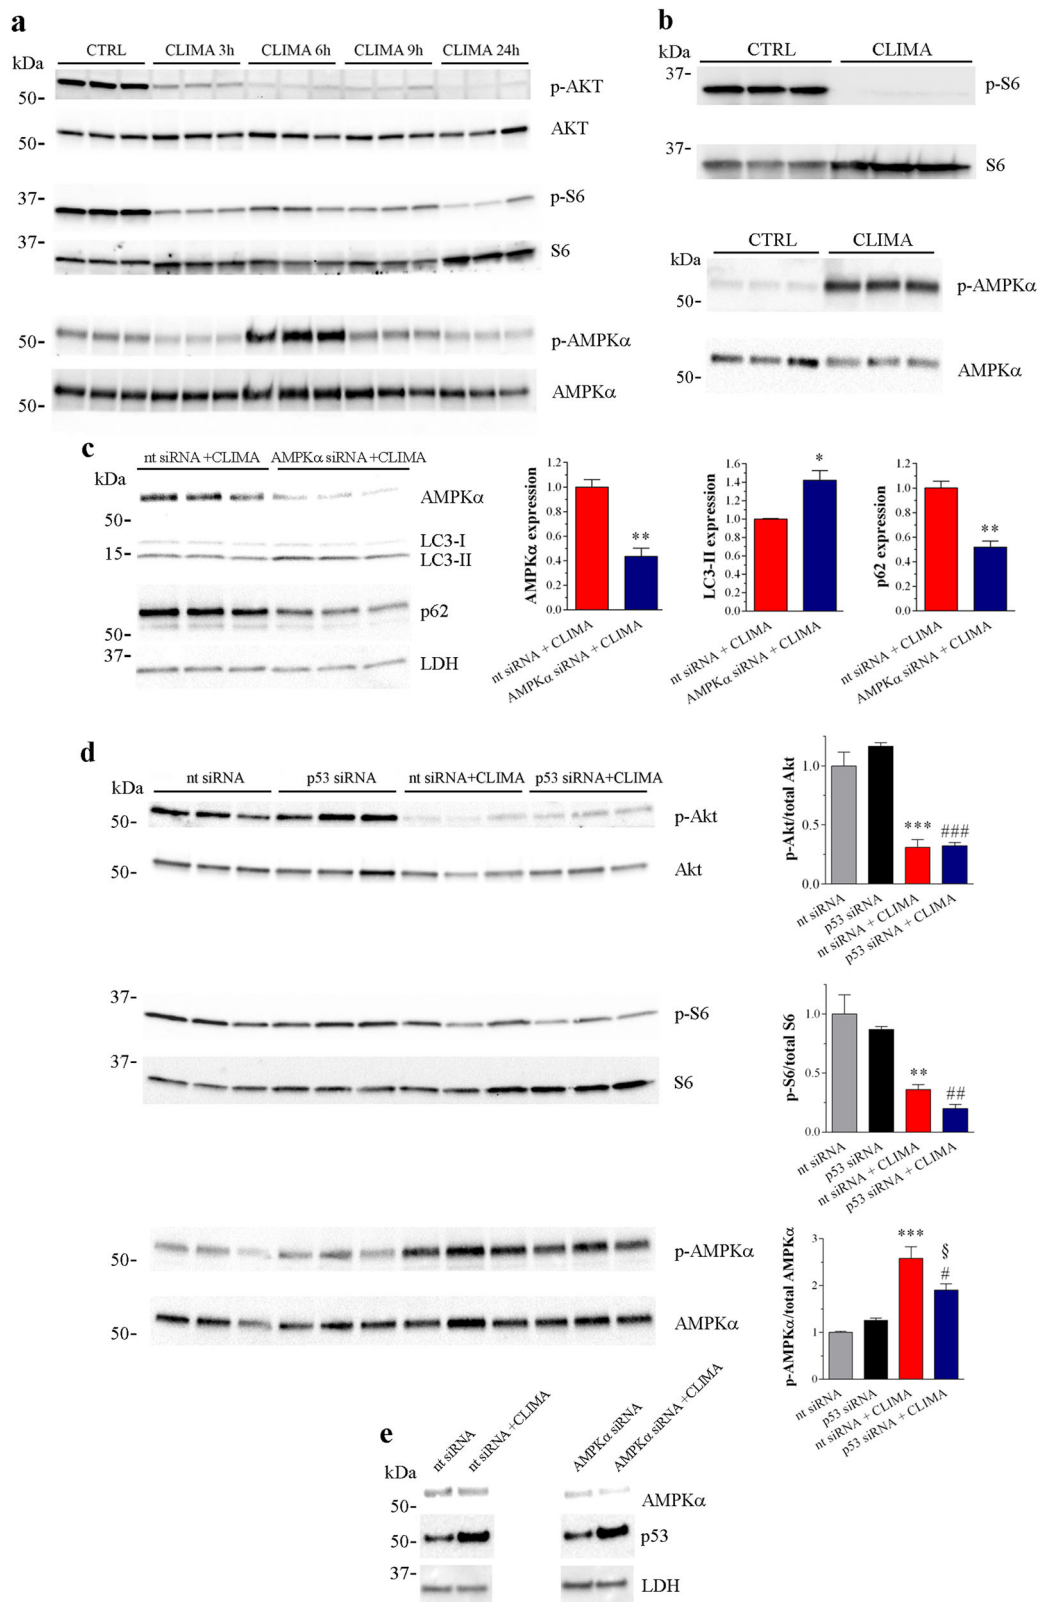 a
CTRL CLIMA 3h CLIMA 6h CLIMA 9h CLIMA 24h
kDa
50- p-AKT
50- AKT
37- p-S6
37- S6
50- p-AMPKα
50- AMPKα
b
CTRL CLIMA
37- p-S6
37- S6
CTRL CLIMA
kDa
50- p-AMPKα
50- AMPKα
c
nt siRNA +CLIMA AMPKα siRNA +CLIMA
kDa
AMPKα
50-
LC3-I
15- LC3-II
p62
50-
37-
LDH
AMPKα expression
1.2
1.0
0.8
0.6
0.4
0.2
0.0
**
nt siRNA + CLIMA
AMPKα siRNA + CLIMA
LC3-II expression
1.6
1.4
1.2
1.0
0.8
0.6
0.4
0.2
0.0
*
nt siRNA + CLIMA
AMPKα siRNA + CLIMA
p62 expression
1.2
1.0
0.8
0.6
0.4
0.2
0.0
**
nt siRNA + CLIMA
AMPKα siRNA + CLIMA
d
nt siRNA p53 siRNA nt siRNA+CLIMA p53 siRNA+CLIMA
kDa
50- p-Akt
50- Akt
37- p-S6
37- S6
50- p-AMPKα
50- AMPKα
p-Akt/total Akt
1.0
0.5
0.0
***
###
nt siRNA
p53 siRNA
nt siRNA + CLIMA
p53 siRNA + CLIMA
p-S6/total S6
1.0
0.5
0.0
**
##
nt siRNA
p53 siRNA
nt siRNA + CLIMA
p53 siRNA + CLIMA
p-AMPKα/total AMPKα
3
2
1
0
***
§
#
nt siRNA
p53 siRNA
nt siRNA + CLIMA
p53 siRNA + CLIMA
e
nt siRNA
nt siRNA +CLIMA
AMPKα siRNA
AMPKα siRNA +CLIMA
kDa
50- AMPKα
50- p53
37-
LDH